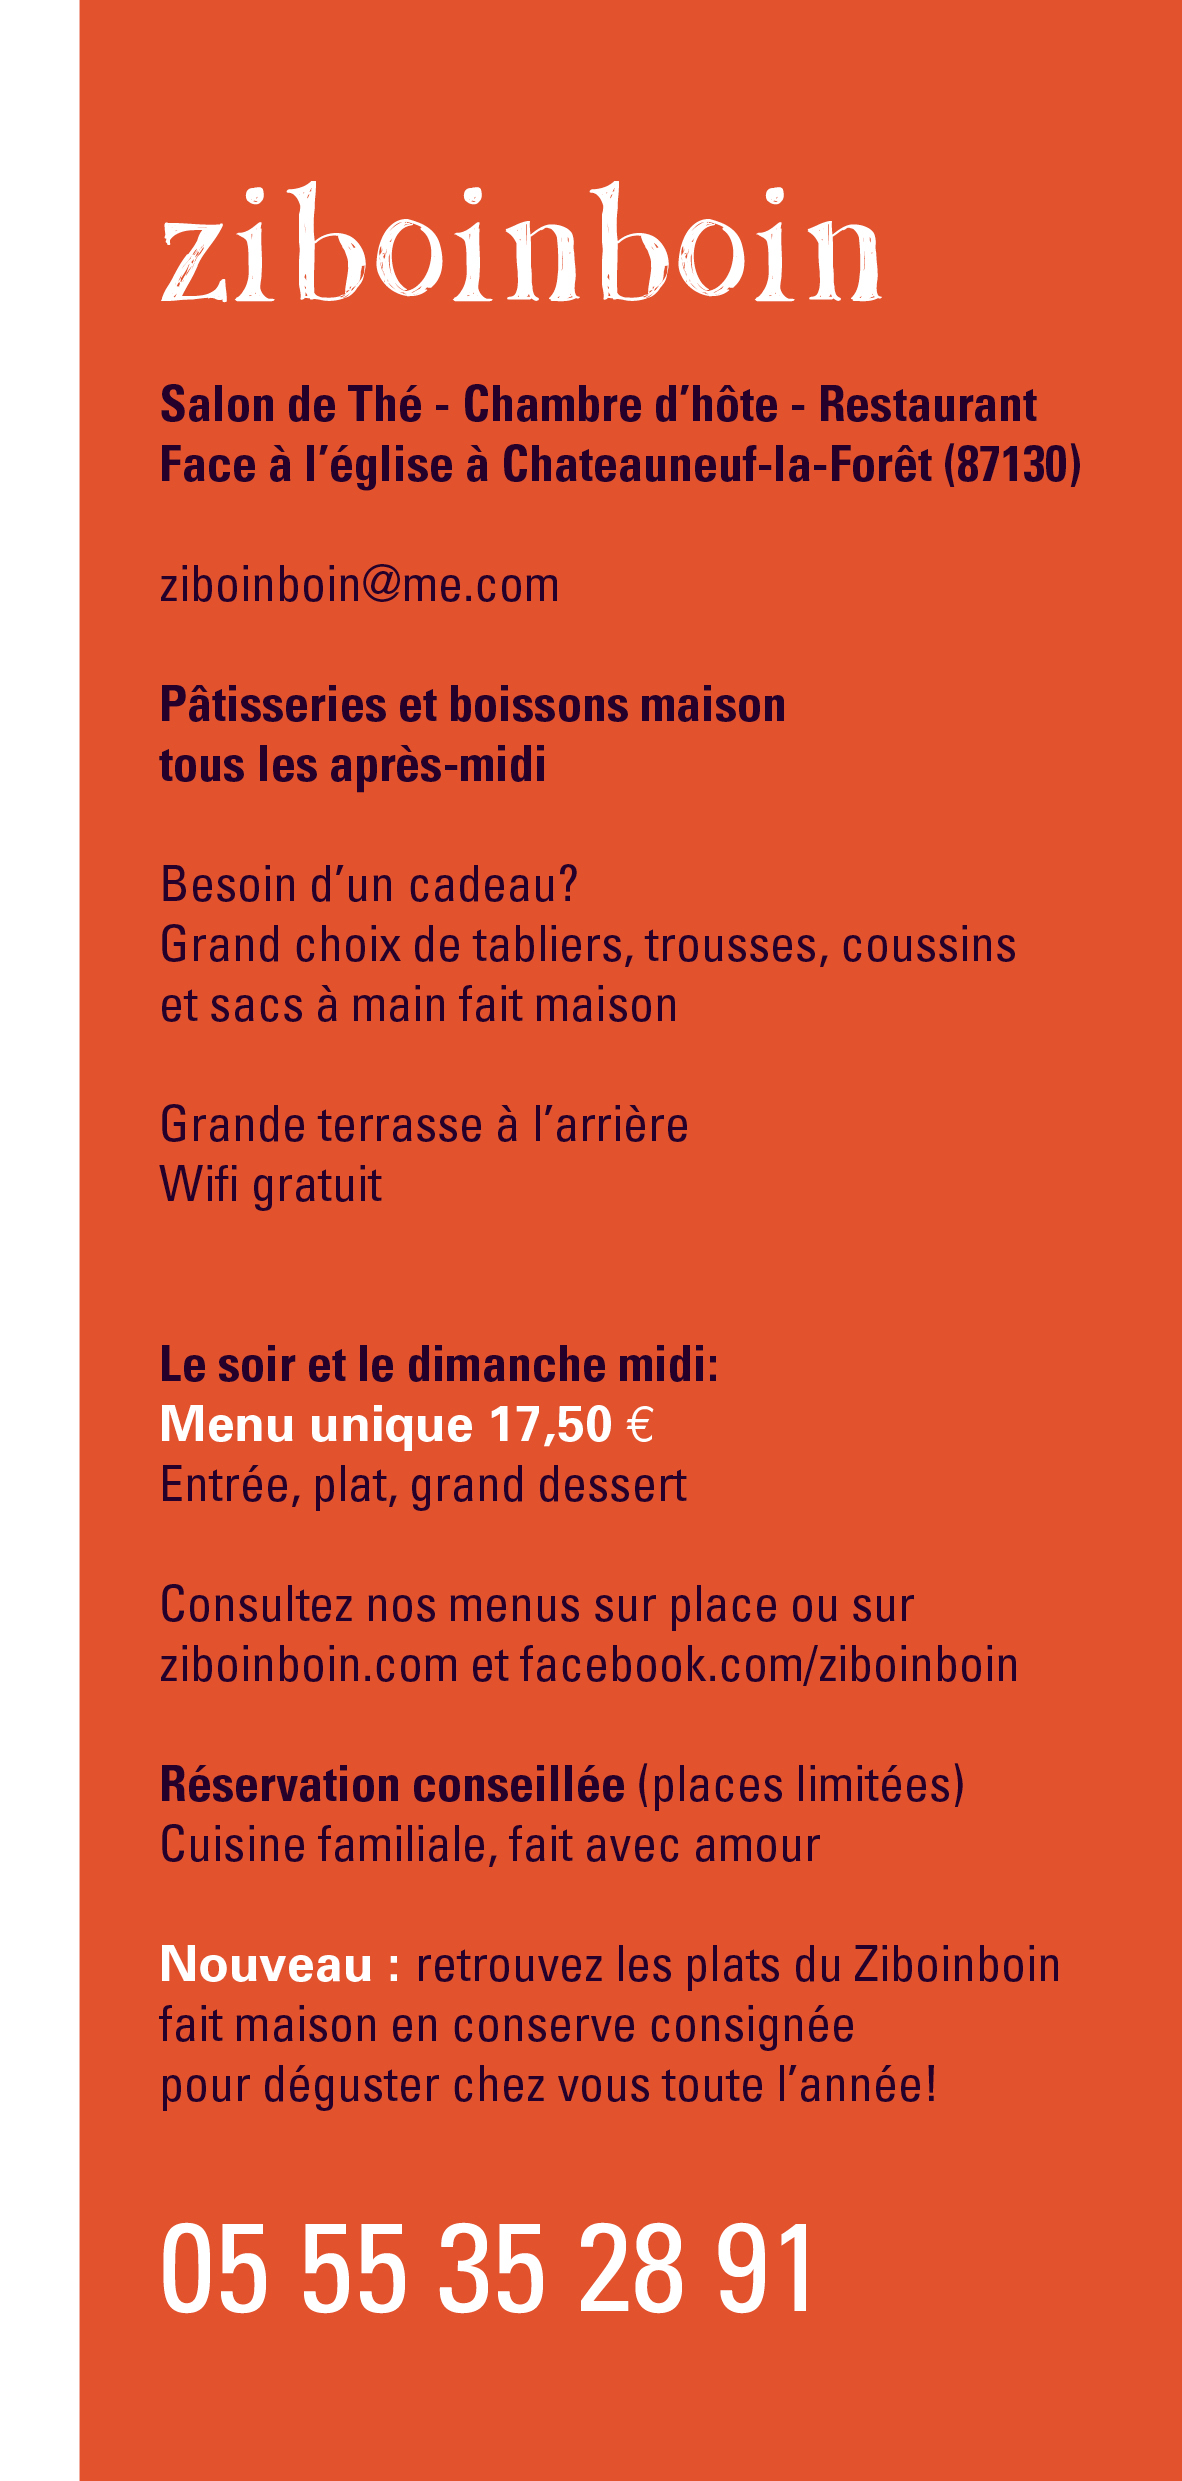 ziboinboin
Salon de Thé - Chambre d’hôte - Restaurant
Face à l’église à Chateauneuf-la-Forêt (87130)
ziboinboin@me.com
Pâtisseries et boissons maison
tous les après-midi
Besoin d’un cadeau?
Grand choix de tabliers, trousses, coussins
et sacs à main fait maison
Grande terrasse à l’arrière
Wifi gratuit
Le soir et le dimanche midi:
Menu unique 17,50 €
Entrée, plat, grand dessert
Consultez nos menus sur place ou sur
ziboinboin.com et facebook.com/ziboinboin
Réservation conseillée (places limitées)
Cuisine familiale, fait avec amour
Nouveau : retrouvez les plats du Ziboinboin
fait maison en conserve consignée
pour déguster chez vous toute l’année!
05 55 35 28 91